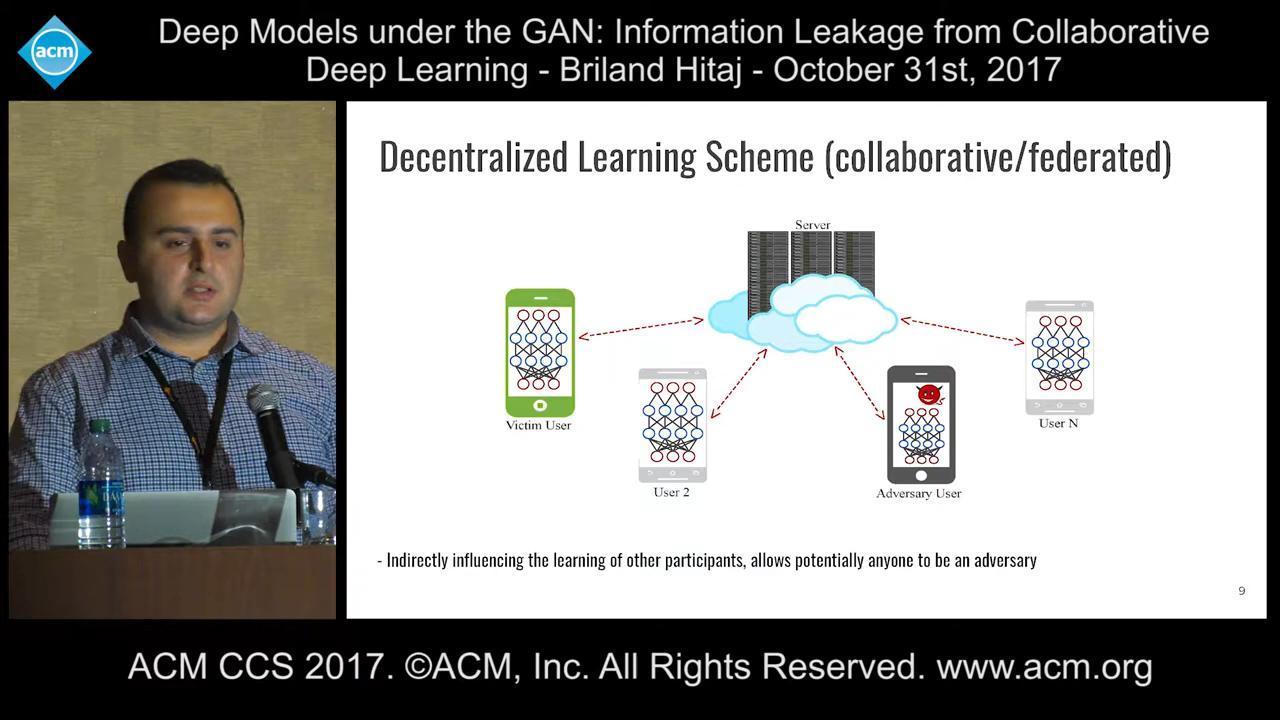 acm
Deep Models under the GAN: Information Leakage from Collaborative
Deep Learning - Briland Hitaj - October 31st, 2017
Decentralized Learning Scheme (collaborative/federated)
Server
Victim User
User 2
Adversary User
User N
- Indirectly influencing the learning of other participants, allows potentially anyone to be an adversary
9
ACM CCS 2017. ©ACM, Inc. All Rights Reserved. www.acm.org